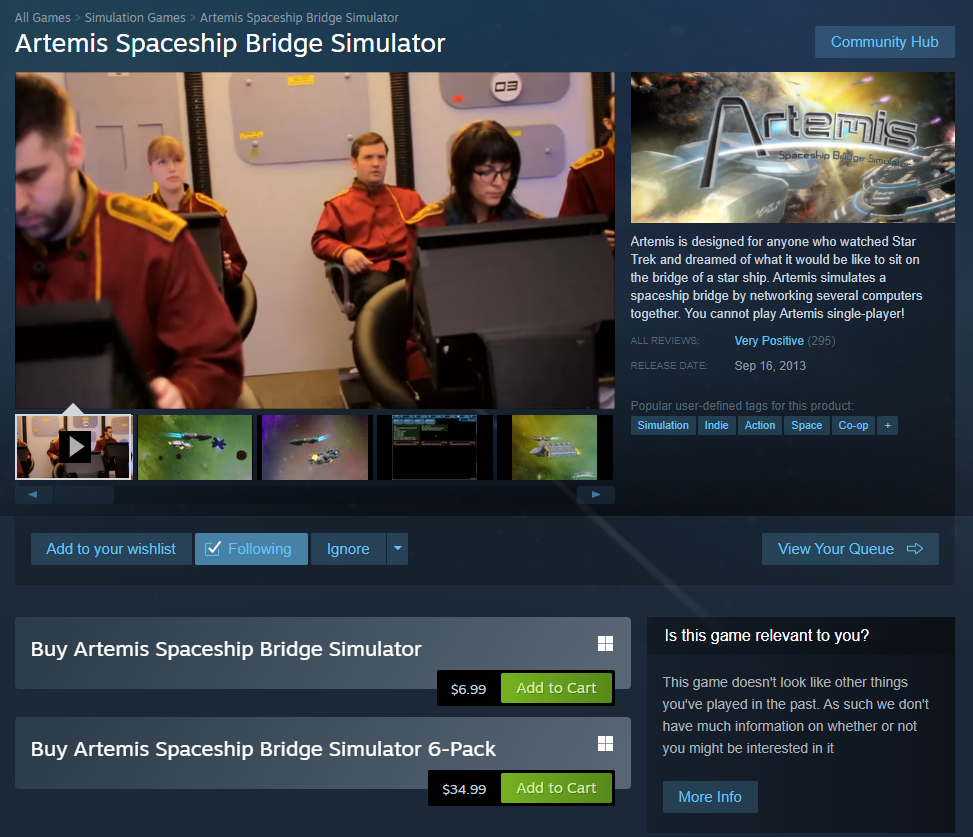 All Games > Simulation Games > Artemis Spaceship Bridge Simulator
Artemis Spaceship Bridge Simulator
Community Hub
03
Artemis
Spaceship Bridge Simulator
Artemis is designed for anyone who watched Star
Trek and dreamed of what it would be like to sit on
the bridge of a star ship. Artemis simulates a
spaceship bridge by networking several computers
together. You cannot play Artemis single-player!
ALL REVIEWS: Very Positive (295)
RELEASE DATE: Sep 16, 2013
Popular user-defined tags for this product:
Simulation Indie Action Space Co-op +
Add to your wishlist Following Ignore View Your Queue
Buy Artemis Spaceship Bridge Simulator
$6.99 Add to Cart
Buy Artemis Spaceship Bridge Simulator 6-Pack
$34.99 Add to Cart
Is this game relevant to you?
This game doesn't look like other things
you've played in the past. As such we don't
have much information on whether or not
you might be interested in it
More Info